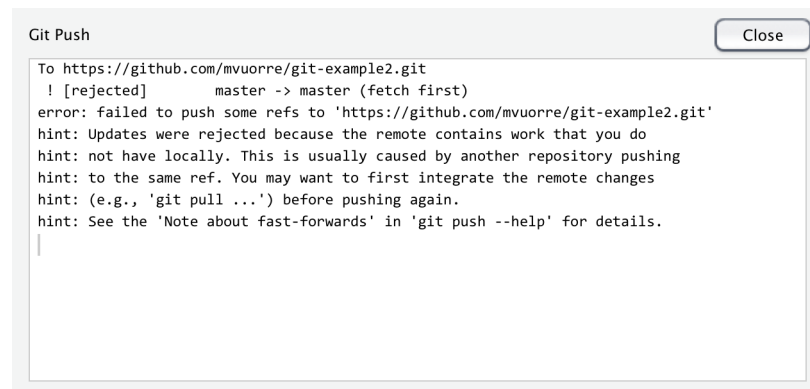 Git Push
Close
To https://github.com/mvuorre/git-example2.git
 ! [rejected]        master -> master (fetch first)
error: failed to push some refs to 'https://github.com/mvuorre/git-example2.git'
hint: Updates were rejected because the remote contains work that you do
hint: not have locally. This is usually caused by another repository pushing
hint: to the same ref. You may want to first integrate the remote changes
hint: (e.g., 'git pull ...') before pushing again.
hint: See the 'Note about fast-forwards' in 'git push --help' for details.